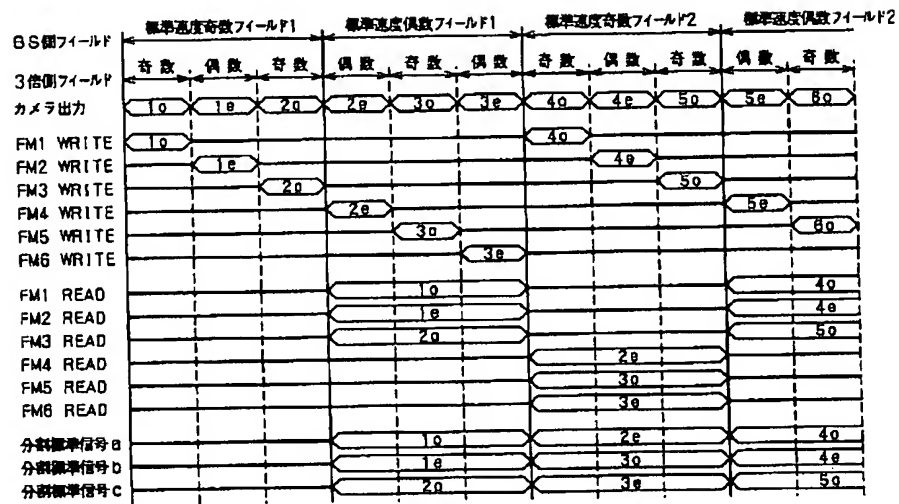 標準速度奇数フィールド1 標準速度偶数フィールド1 標準速度奇数フィールド2 標準速度偶数フィールド2
BS側フィールド
奇数 偶数 奇数 偶数 奇数 偶数 奇数 偶数 奇数 偶数 奇数
3倍側フィールド
カメラ出力 1o 1e 2o 2e 3o 3e 4o 4e 5o 5e 6o
FM1 WRITE 1o 4o
FM2 WRITE 1e 4e
FM3 WRITE 2o 5o
FM4 WRITE 2e 5e
FM5 WRITE 3o 6o
FM6 WRITE 3e
FM1 READ 1o 4o
FM2 READ 1e 4e
FM3 READ 2o 5o
FM4 READ 2e
FM5 READ 3o
FM6 READ 3e
分割標準信号a 1o 2e 4o
分割標準信号b 1e 3o 4e
分割標準信号c 2o 3e 5o